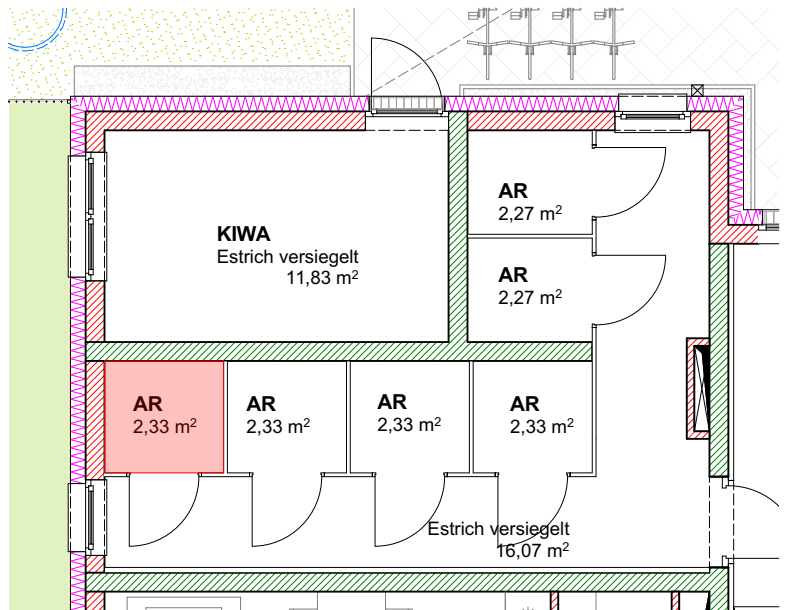 AR
2,27 m²
KIWA
Estrich versiegelt
11,83 m²
AR
2,27 m²
AR
2,33 m²
AR
2,33 m²
AR
2,33 m²
AR
2,33 m²
Estrich versiegelt
16,07 m²